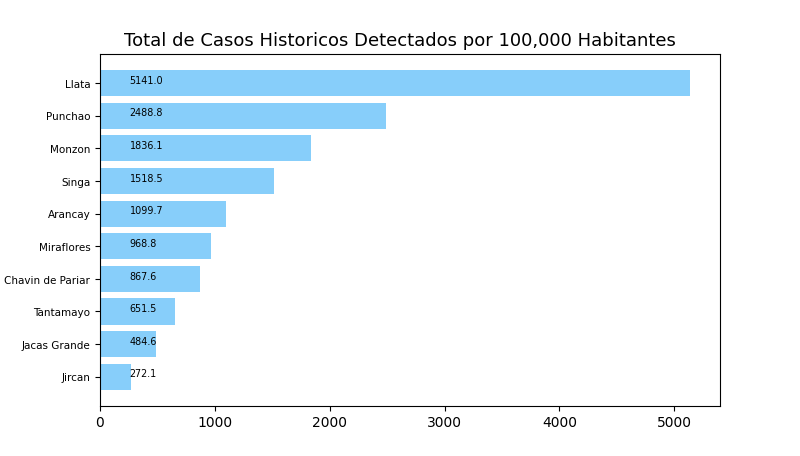 Total de Casos Historicos Detectados por 100,000 Habitantes
Llata 5141.0
Punchao 2488.8
Monzon 1836.1
Singa 1518.5
Arancay 1099.7
Miraflores 968.8
Chavin de Pariar 867.6
Tantamayo 651.5
Jacas Grande 484.6
Jircan 272.1
0 1000 2000 3000 4000 5000